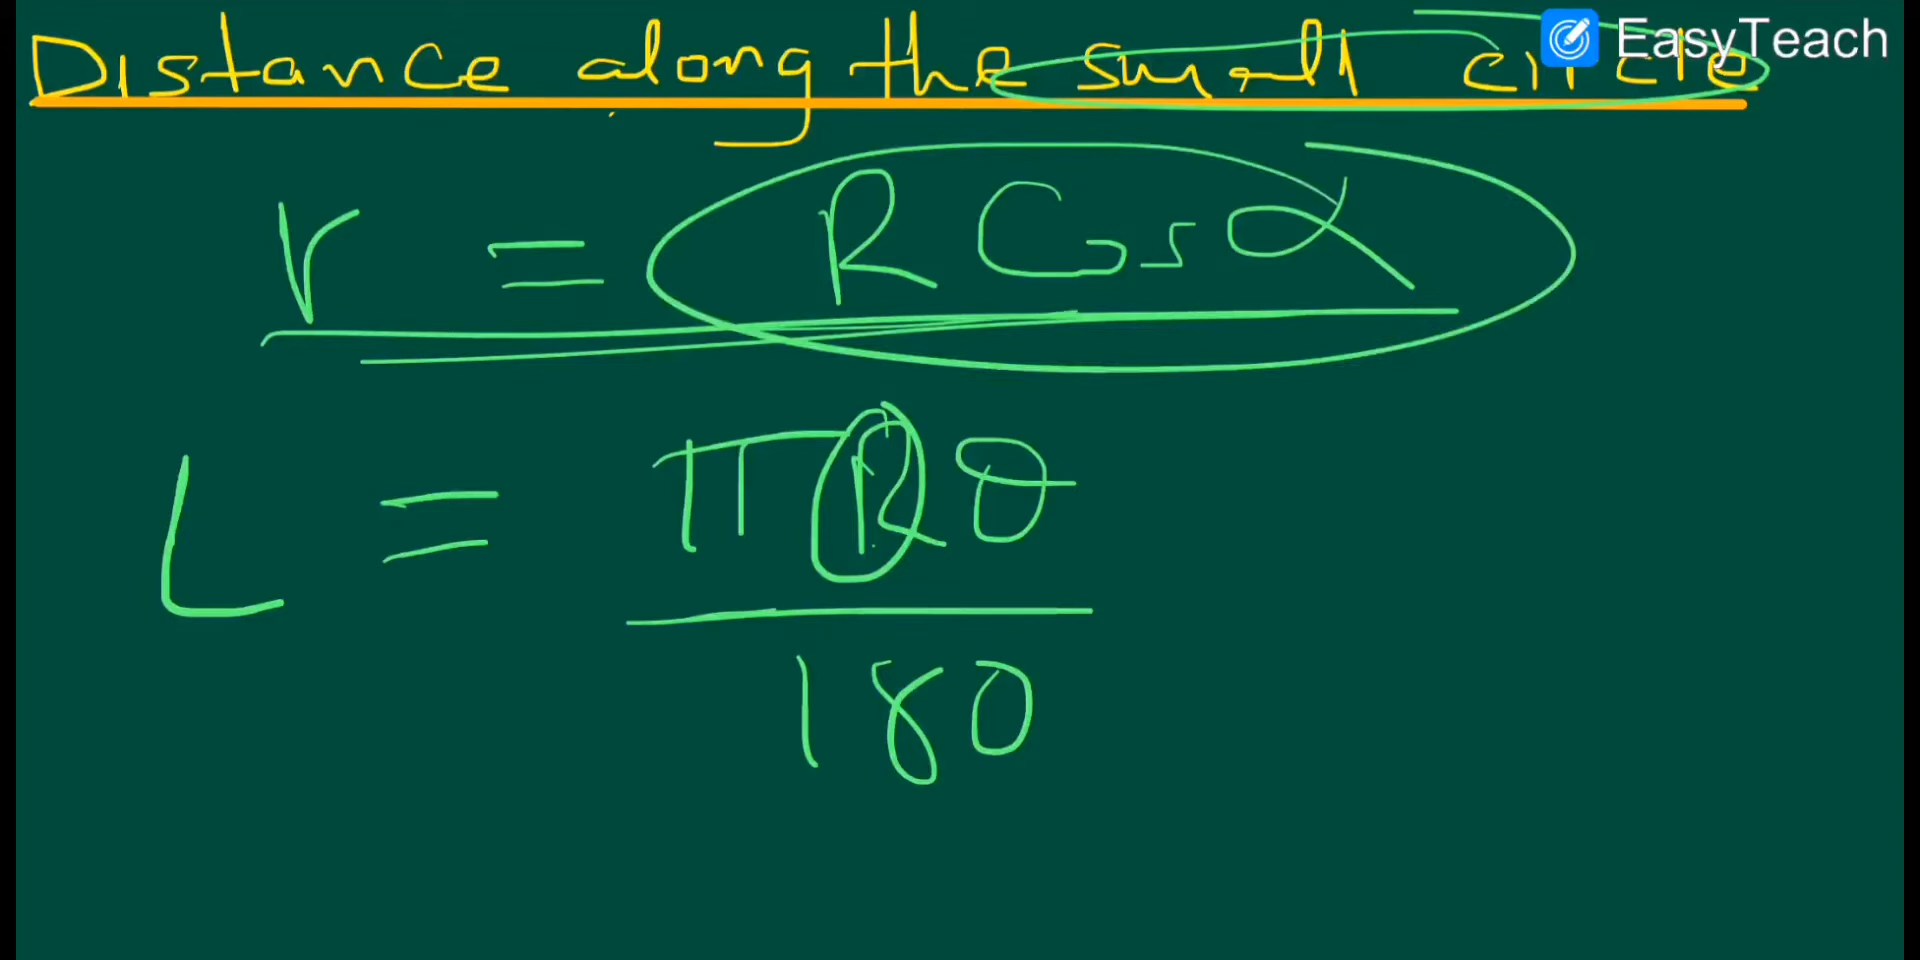 Distance along the small circle
EasyTeach
r = R Cos α
L = πRθ
180